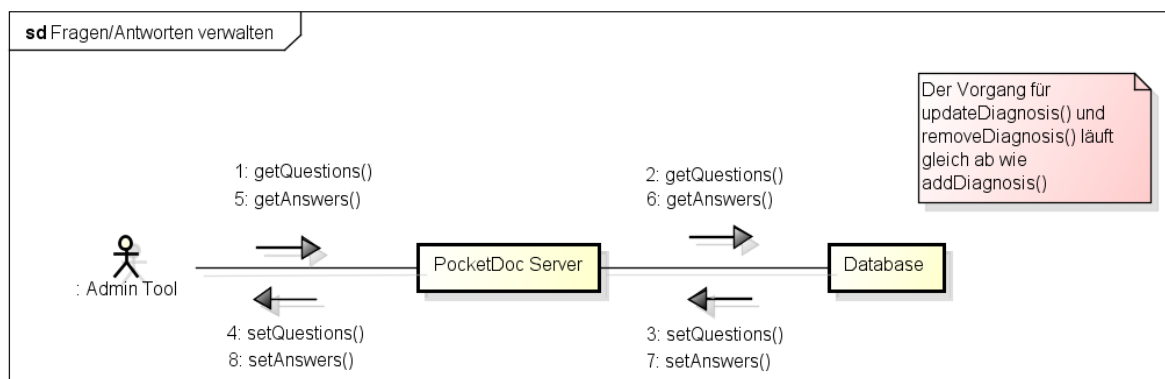 sd Fragen/Antworten verwalten
Der Vorgang für
updateDiagnosis() und
removeDiagnosis() läuft
gleich ab wie
addDiagnosis()
1: getQuestions()
5: getAnswers()
2: getQuestions()
6: getAnswers()
PocketDoc Server
Database
: Admin Tool
4: setQuestions()
8: setAnswers()
3: setQuestions()
7: setAnswers()